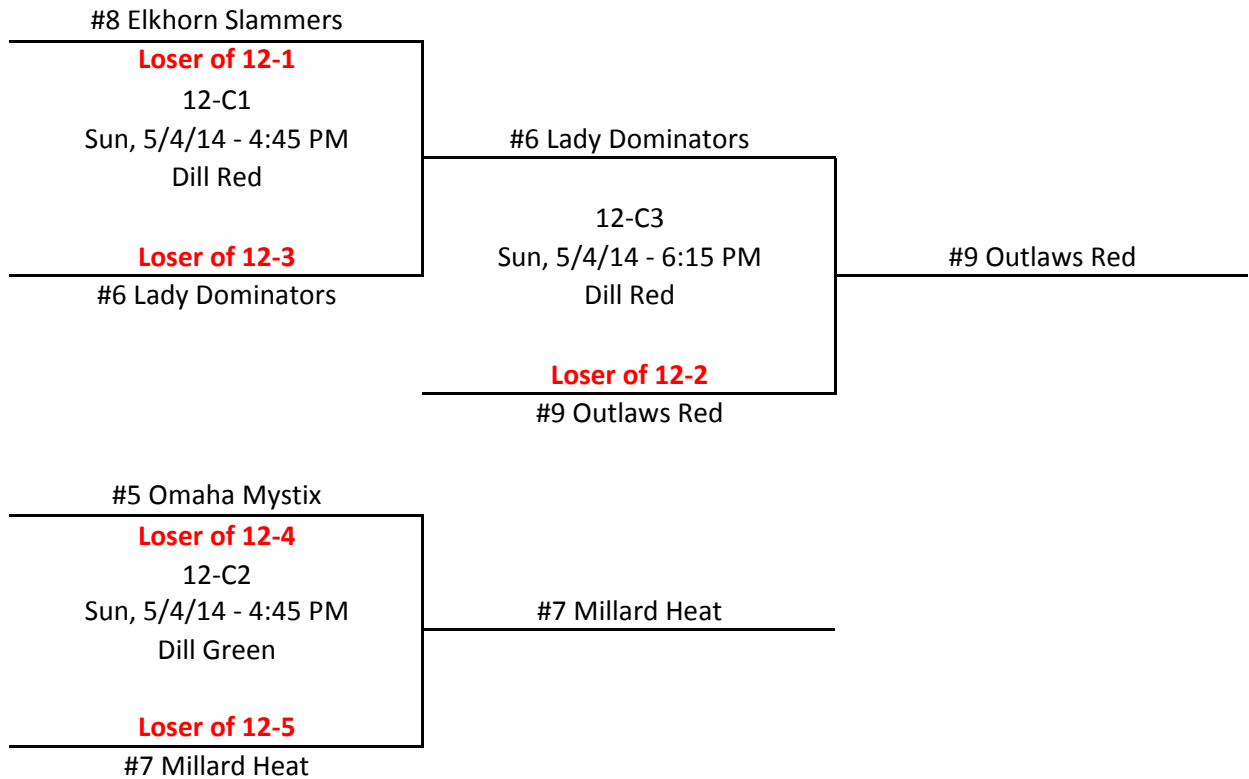 #8 Elkhorn Slammers
Loser of 12-1
12-C1
Sun, 5/4/14 - 4:45 PM
Dill Red
Loser of 12-3
#6 Lady Dominators
#6 Lady Dominators
12-C3
Sun, 5/4/14 - 6:15 PM
Dill Red
Loser of 12-2
#9 Outlaws Red
#9 Outlaws Red
#5 Omaha Mystix
Loser of 12-4
12-C2
Sun, 5/4/14 - 4:45 PM
Dill Green
Loser of 12-5
#7 Millard Heat
#7 Millard Heat